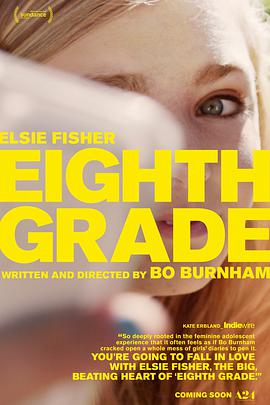 sundance
ELSIE FISHER
EIGHTH
GRADE
WRITTEN AND DIRECTED BY BO BURNHAM
KATE ERBLAND_IndieWire
"So deeply rooted in the feminine adolescent
experience that it often feels as if Bo Burnham
cracked open a whole mess of girls' diaries to pen it.
YOU'RE GOING TO FALL IN LOVE
WITH ELSIE FISHER, THE BIG,
BEATING HEART OF 'EIGHTH GRADE.'"
COMING SOON A24